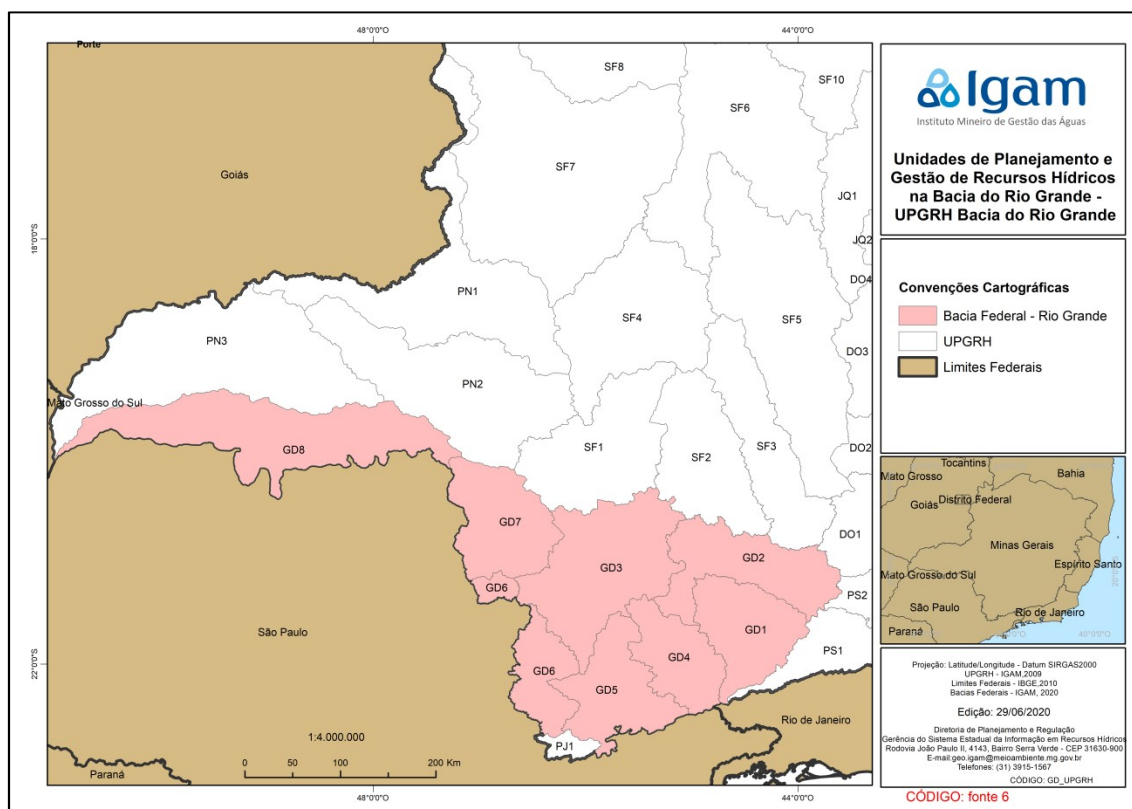 48°0'0"O
44°0'0"O
Porte
SF8
SF10
SF6
Goiás
SF7
JQ1
18°0'0"S
JQ2
DO4
PN1
SF4
SF5
PN3
DO3
PN2
Mato Grosso do Sul
GD8
SF1
SF2
SF3
DO2
GD7
DO1
GD2
GD3
GD6
PS2
São Paulo
GD1
22°0'0"S
GD6
GD4
PS1
GD5
Rio de Janeiro
1:4.000.000
PJ1
0 50 100 200 Km
Paraná
48°0'0"O
44°0'0"O
Igam
Instituto Mineiro de Gestão das Águas
Unidades de Planejamento e
Gestão de Recursos Hídricos
na Bacia do Rio Grande -
UPGRH Bacia do Rio Grande
Convenções Cartográficas
Bacia Federal - Rio Grande
UPGRH
Limites Federais
Tocantins
Mato Grosso
Bahia
Distrito Federal
Goiás
Minas Gerais
Espírito Santo
Mato Grosso do Sul
20°0'0"S
São Paulo
Rio de Janeiro
Paraná
40°0'0"O
Projeção: Latitude/Longitude - Datum SIRGAS2000
UPGRH - IGAM,2009
Limites Federais - IBGE,2010
Bacias Federais - IGAM, 2020
Edição: 29/06/2020
Diretoria de Planejamento e Regulação
Gerência do Sistema Estadual da Informação em Recursos Hídricos
Rodovia João Paulo II, 4143, Bairro Serra Verde - CEP 31630-900
E-mail:geo.igam@meioambiente.mg.gov.br
Telefones: (31) 3915-1567
CÓDIGO: GD_UPGRH
CÓDIGO: fonte 6